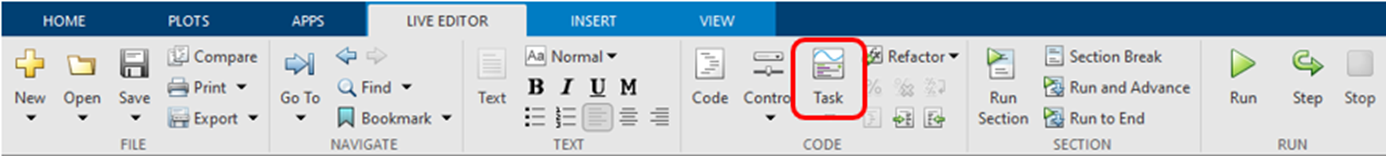 HOME PLOTS APPS LIVE EDITOR INSERT VIEW
New
Open
Save
Compare
Print
Export
FILE
Go To
Find
Bookmark
NAVIGATE
Text
Aa Normal
B I U M
TEXT
Code
Contro
Task
Refactor
CODE
Run
Section
Section Break
Run and Advance
Run to End
SECTION
Run
Step
Stop
RUN